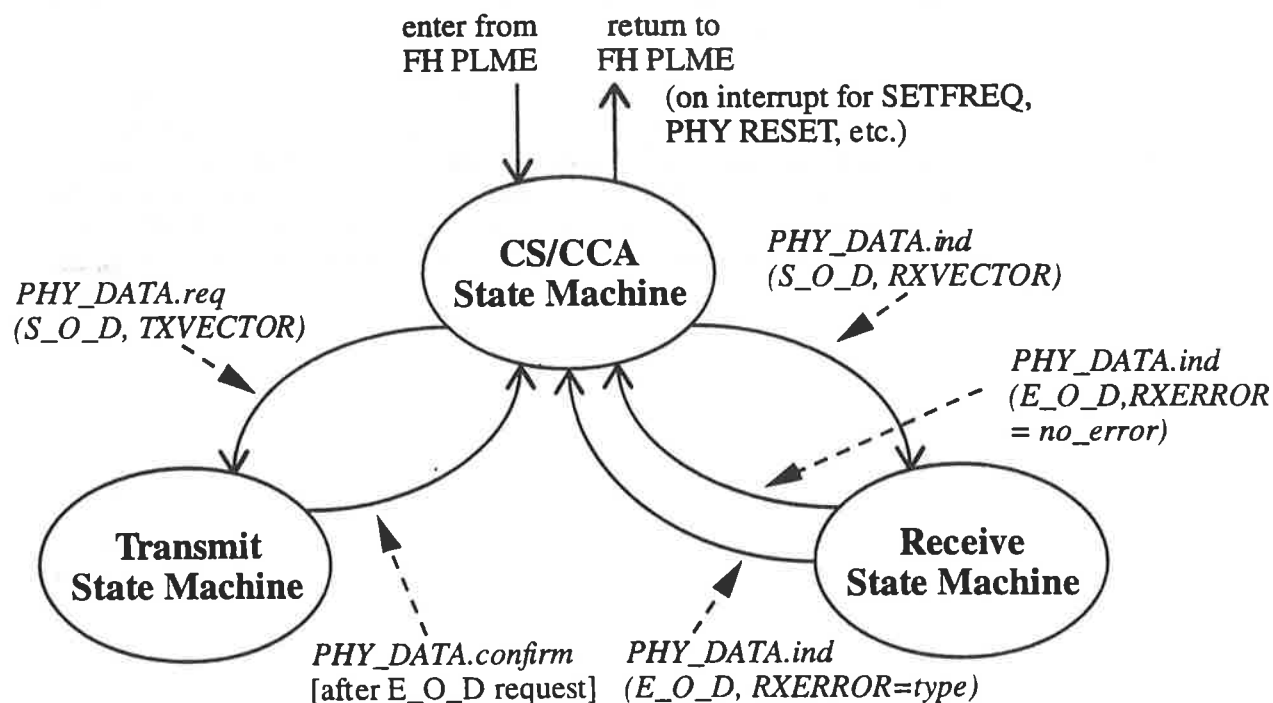 enter from
FH PLME
return to
FH PLME
(on interrupt for SETFREQ,
PHY RESET, etc.)
CS/CCA
State Machine
PHY_DATA.ind
(S_O_D, RXVECTOR)
PHY_DATA.req
(S_O_D, TXVECTOR)
PHY_DATA.ind
(E_O_D,RXERROR
= no_error)
Transmit
State Machine
Receive
State Machine
PHY_DATA.confirm
[after E_O_D request]
PHY_DATA.ind
(E_O_D, RXERROR=type)